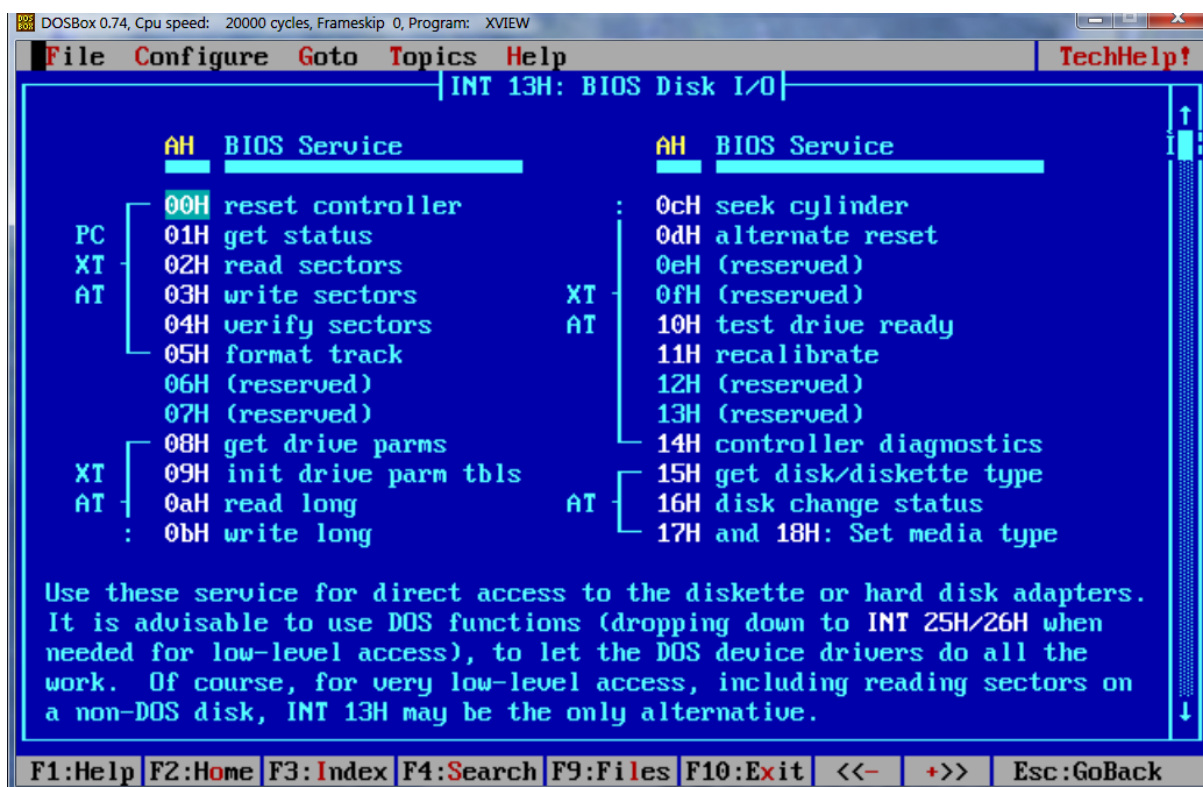 DOSBox 0.74, Cpu speed: 20000 cycles, Frameskip 0, Program: XVIEW
File Configure Goto Topics Help TechHelp!
INT 13H: BIOS Disk I/O
AH BIOS Service AH BIOS Service
00H reset controller : 0cH seek cylinder
PC 01H get status 0dH alternate reset
XT 02H read sectors 0eH (reserved)
AT 03H write sectors XT 0fH (reserved)
04H verify sectors AT 10H test drive ready
05H format track 11H recalibrate
06H (reserved) 12H (reserved)
07H (reserved) 13H (reserved)
08H get drive parms 14H controller diagnostics
XT 09H init drive parm tbls 15H get disk/diskette type
AT 0aH read long AT 16H disk change status
: 0bH write long 17H and 18H: Set media type
Use these service for direct access to the diskette or hard disk adapters.
It is advisable to use DOS functions (dropping down to INT 25H/26H when
needed for low-level access), to let the DOS device drivers do all the
work. Of course, for very low-level access, including reading sectors on
a non-DOS disk, INT 13H may be the only alternative.
F1:Help F2:Home F3:Index F4:Search F9:Files F10:Exit <<- +>> Esc:GoBack